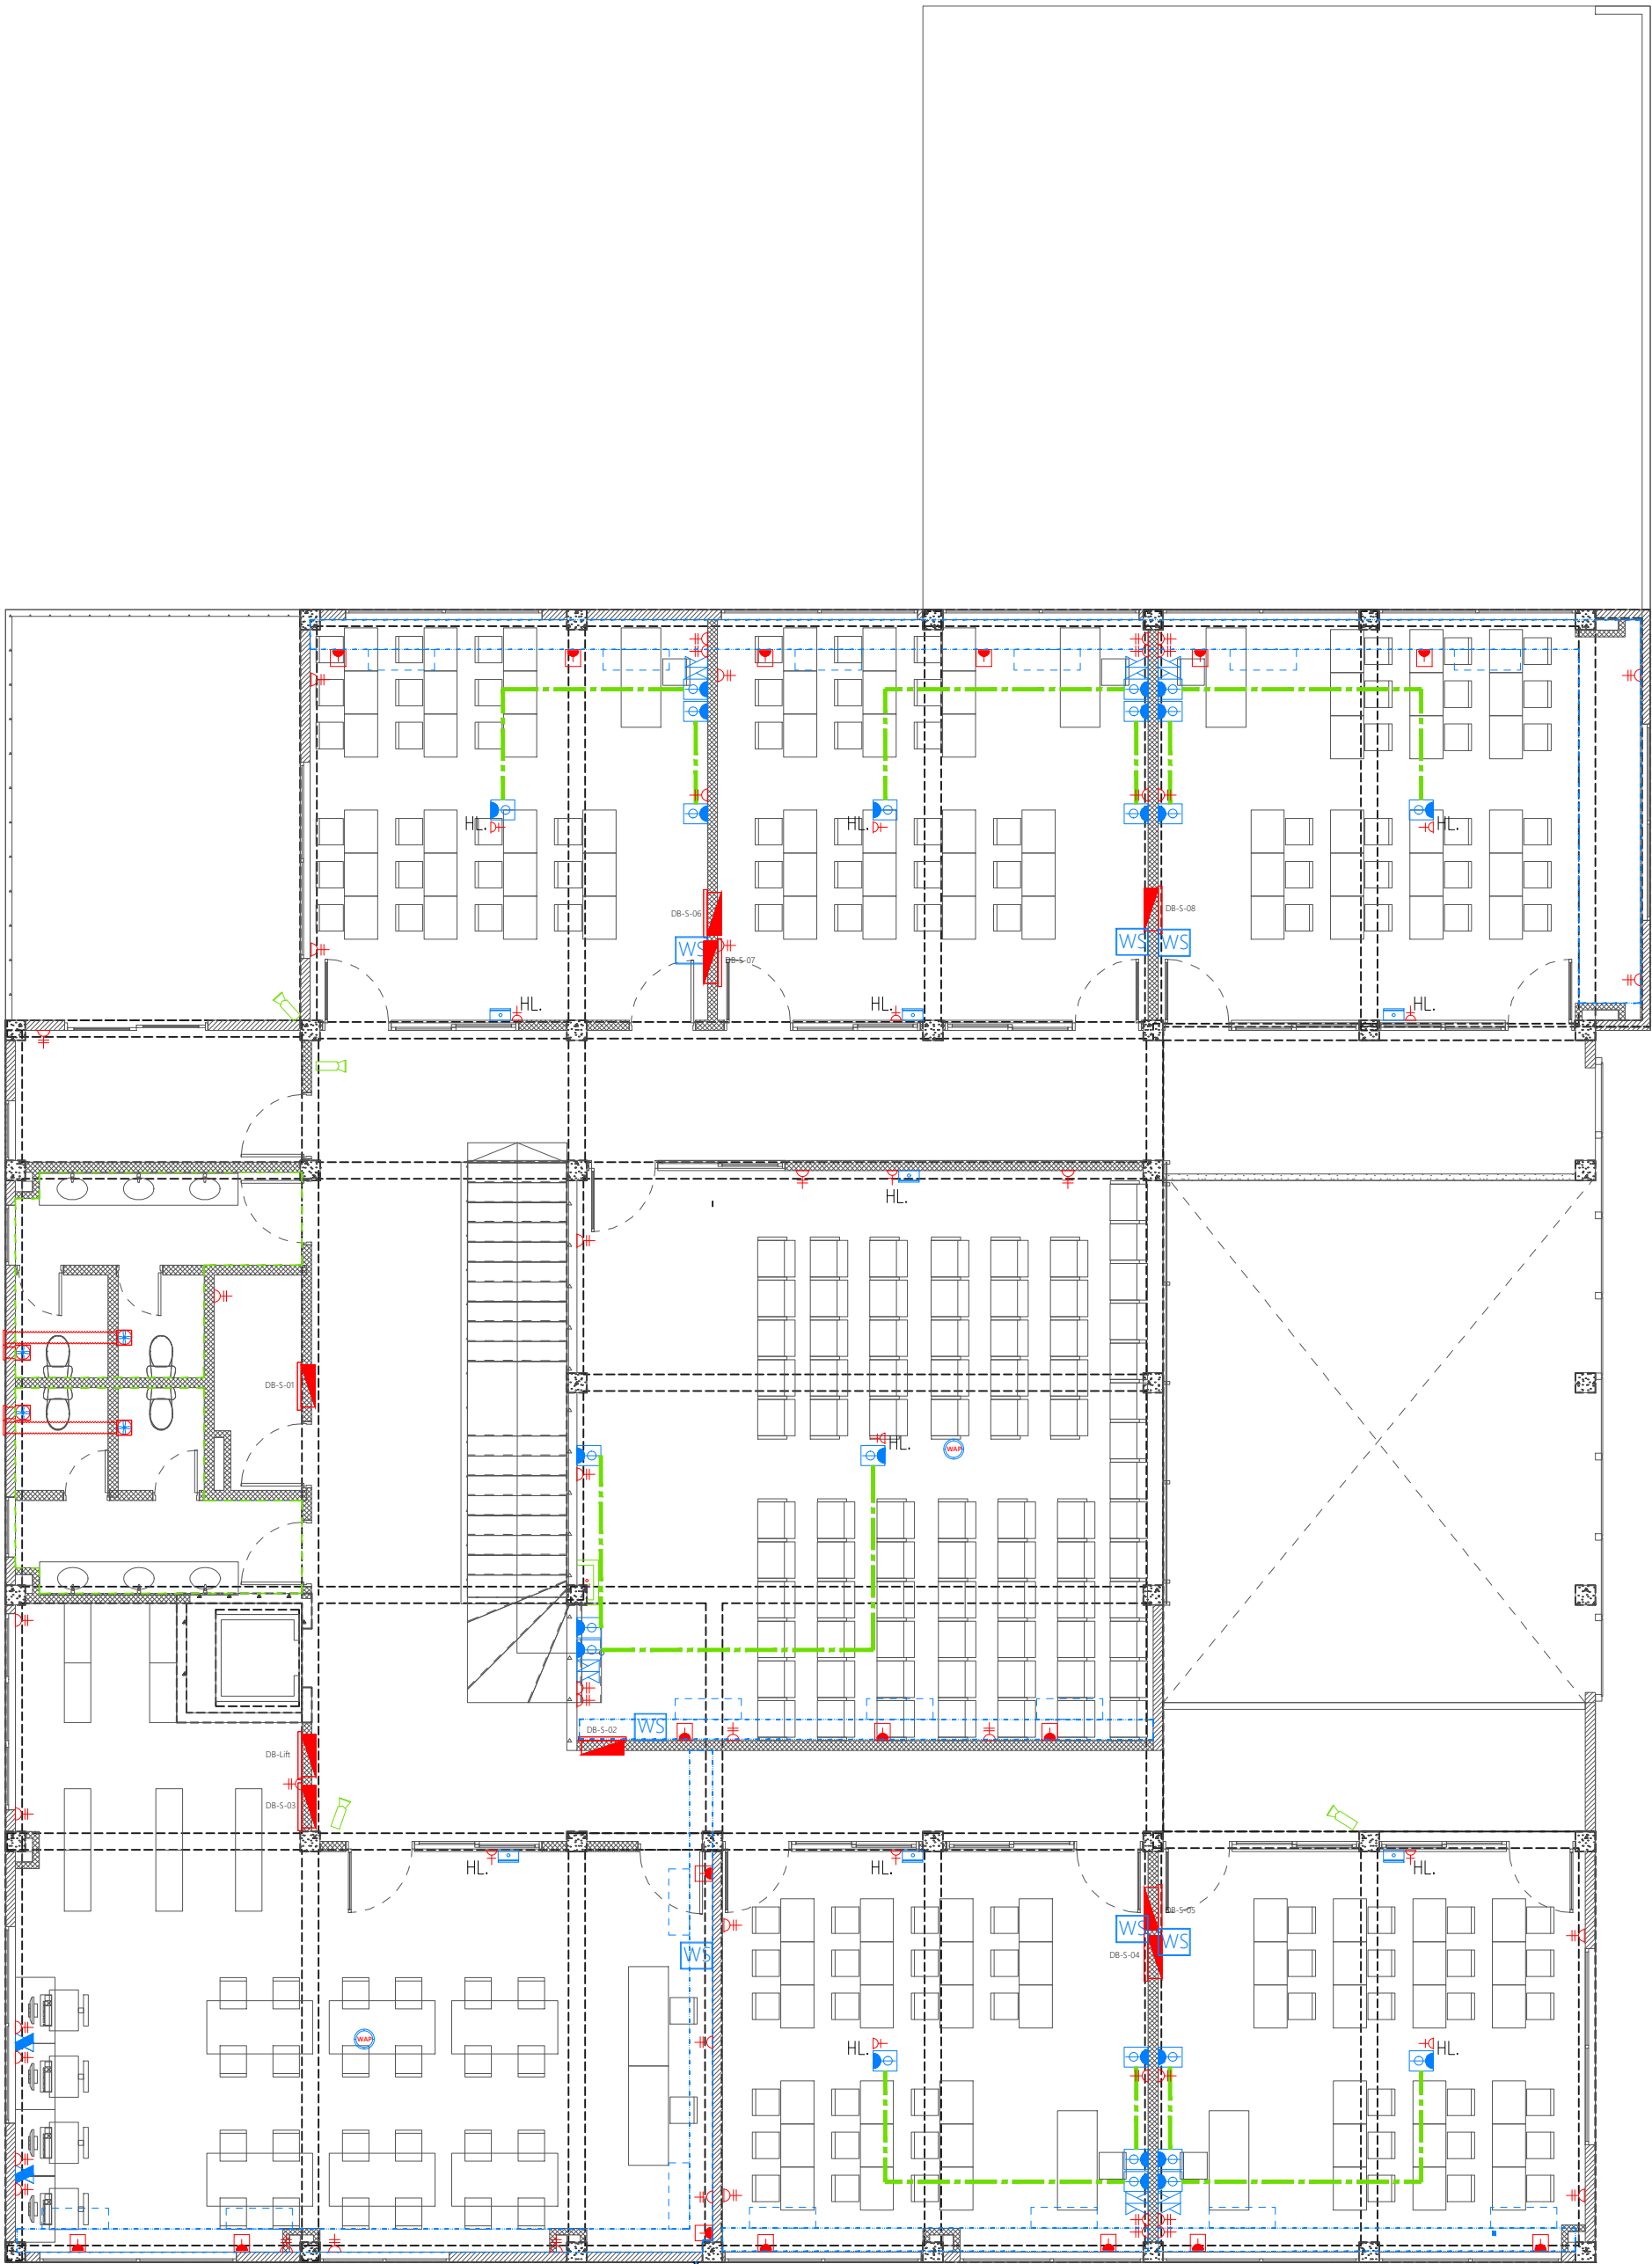 HL.
HL.
HL.
DB-S-06
DB-S-08
WS
WS
WS
DB-S-07
HL.
HL.
HL.
HL.
DB-S-01
HL.
WAP
WS
DB-S-02
DB-Lift
DB-S-03
HL.
HL.
HL.
DB-S-05
WS
WS
WS
DB-S-04
WAP
HL.
HL.